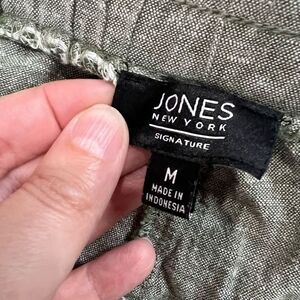 JONES
NEW YORK
SIGNATURE
M
MADE IN
INDONESIA